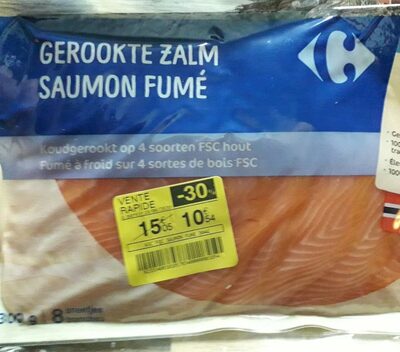 GEROOKTE ZALM
SAUMON FUMÉ
Koudgerookt op 4 soorten FSC hout
Fumé à froid sur 4 sortes de bois FSC
VENTE
RAPIDE
-30%
15€05 10€54
300 g 8